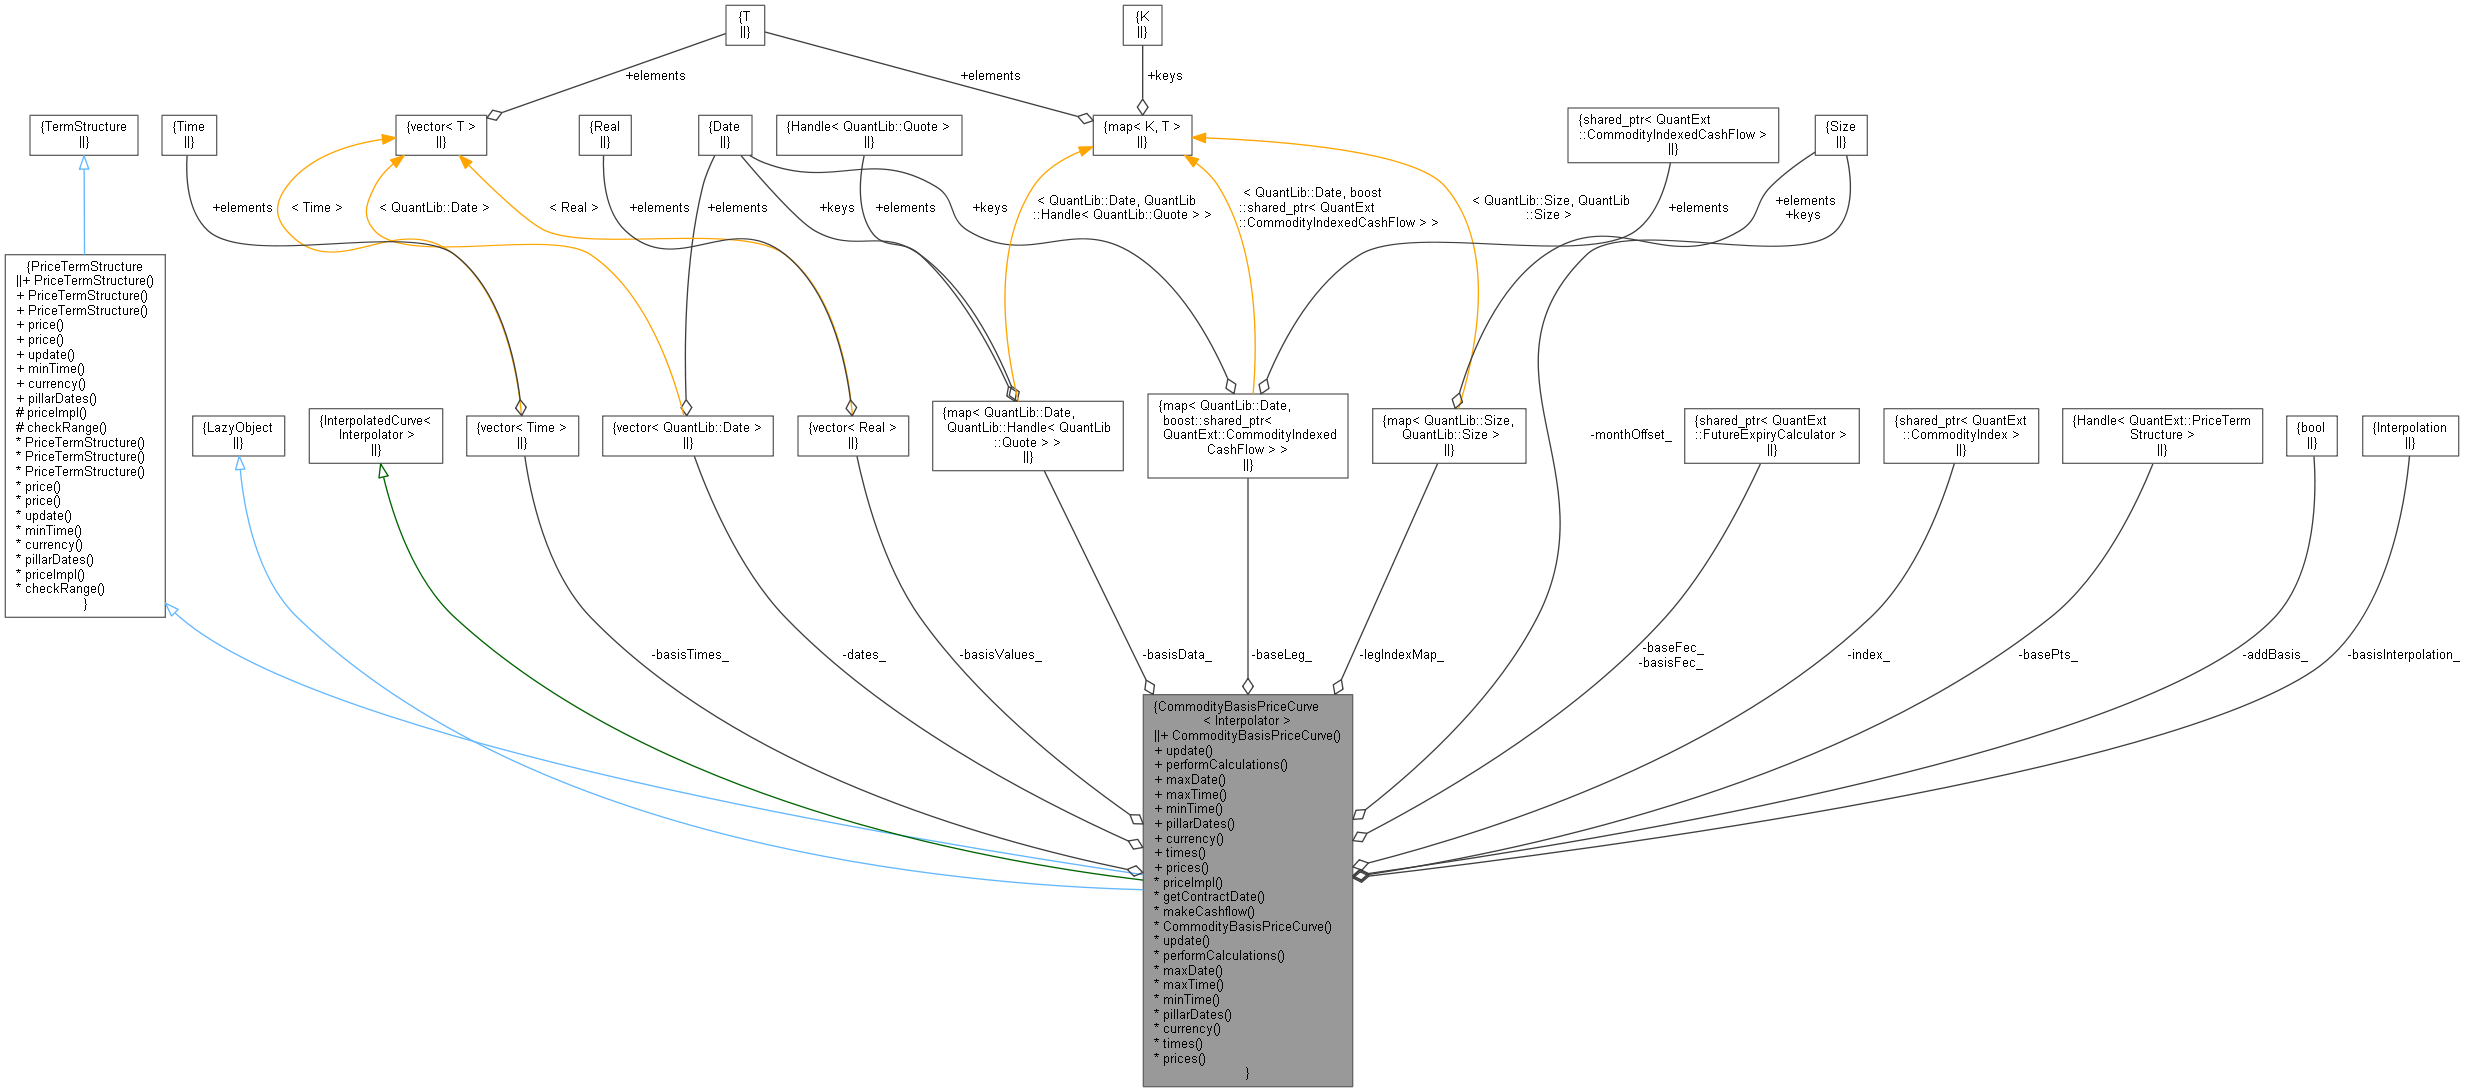 {T
||}
{K
||}
+elements
+elements
+keys
{TermStructure
||}
{Time
||}
{vector< T >
||}
{Real
||}
{Date
||}
{Handle< QuantLib::Quote >
||}
{map< K, T >
||}
{shared_ptr< QuantExt
::CommodityIndexedCashFlow >
||}
{Size
||}
+elements
< Time >
< QuantLib::Date >
< Real >
+elements
+elements
+keys
+elements
+keys
< QuantLib::Date, QuantLib
::Handle< QuantLib::Quote > >
< QuantLib::Date, boost
::shared_ptr< QuantExt
::CommodityIndexedCashFlow > >
< QuantLib::Size, QuantLib
::Size >
+elements
+elements
+keys
{PriceTermStructure
||+ PriceTermStructure()
+ PriceTermStructure()
+ PriceTermStructure()
+ price()
+ price()
+ update()
+ minTime()
+ currency()
+ pillarDates()
# priceImpl()
# checkRange()
* PriceTermStructure()
* PriceTermStructure()
* PriceTermStructure()
* price()
* price()
* update()
* minTime()
* currency()
* pillarDates()
* priceImpl()
* checkRange()
}
{LazyObject
||}
{InterpolatedCurve<
Interpolator >
||}
{vector< Time >
||}
{vector< QuantLib::Date >
||}
{vector< Real >
||}
{map< QuantLib::Date,
QuantLib::Handle< QuantLib
::Quote > >
||}
{map< QuantLib::Date,
boost::shared_ptr<
QuantExt::CommodityIndexed
CashFlow > >
||}
{map< QuantLib::Size,
QuantLib::Size >
||}
-monthOffset_
{shared_ptr< QuantExt
::FutureExpiryCalculator >
||}
{shared_ptr< QuantExt
::CommodityIndex >
||}
{Handle< QuantExt::PriceTerm
Structure >
||}
{bool
||}
{Interpolation
||}
-basisTimes_
-dates_
-basisValues_
-basisData_
-baseLeg_
-legIndexMap_
-baseFec_
-basisFec_
-index_
-basePts_
-addBasis_
-basisInterpolation_
{CommodityBasisPriceCurve
< Interpolator >
||+ CommodityBasisPriceCurve()
+ update()
+ performCalculations()
+ maxDate()
+ maxTime()
+ minTime()
+ pillarDates()
+ currency()
+ times()
+ prices()
* priceImpl()
* getContractDate()
* makeCashflow()
* CommodityBasisPriceCurve()
* update()
* performCalculations()
* maxDate()
* maxTime()
* minTime()
* pillarDates()
* currency()
* times()
* prices()
}